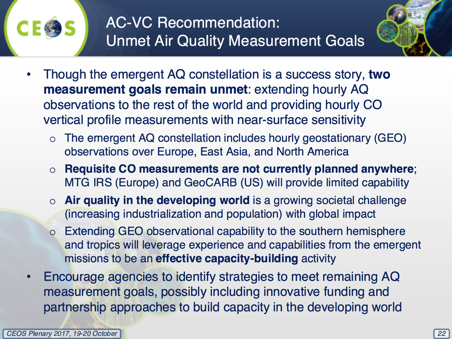 CEOS
AC-VC Recommendation:
Unmet Air Quality Measurement Goals
• Though the emergent AQ constellation is a success story, two
measurement goals remain unmet: extending hourly AQ
observations to the rest of the world and providing hourly CO
vertical profile measurements with near-surface sensitivity
o The emergent AQ constellation includes hourly geostationary (GEO)
observations over Europe, East Asia, and North America
o Requisite CO measurements are not currently planned anywhere;
MTG IRS (Europe) and GeoCARB (US) will provide limited capability
o Air quality in the developing world is a growing societal challenge
(increasing industrialization and population) with global impact
o Extending GEO observational capability to the southern hemisphere
and tropics will leverage experience and capabilities from the emergent
missions to be an effective capacity-building activity
• Encourage agencies to identify strategies to meet remaining AQ
measurement goals, possibly including innovative funding and
partnership approaches to build capacity in the developing world
CEOS Plenary 2017, 19-20 October
22